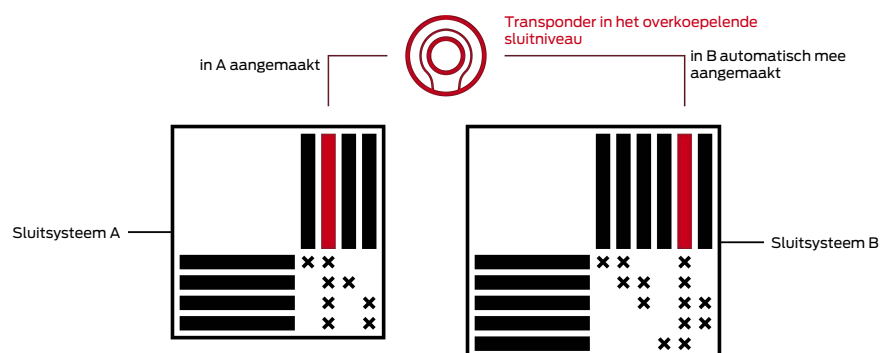 Transponder in het overkoepelende
sluitniveau
in A aangemaakt
in B automatisch mee
aangemaakt
Sluitsysteem A
Sluitsysteem B